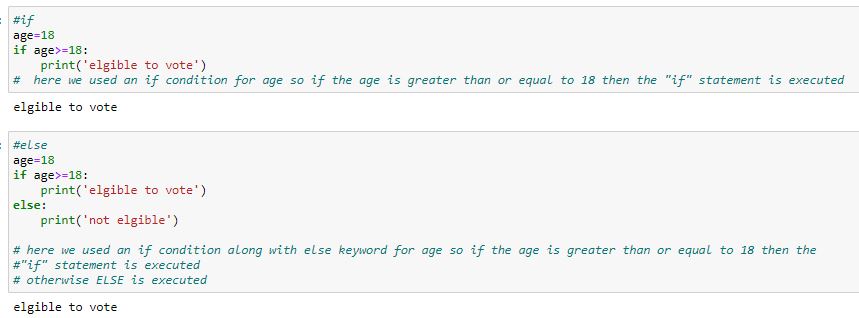 #if
age=18
if age>=18:
    print('elgible to vote')
#  here we used an if condition for age so if the age is greater than or equal to 18 then the "if" statement is executed
elgible to vote
#else
age=18
if age>=18:
    print('elgible to vote')
else:
    print('not elgible')
# here we used an if condition along with else keyword for age so if the age is greater than or equal to 18 then the
#"if" statement is executed
# otherwise ELSE is executed
elgible to vote